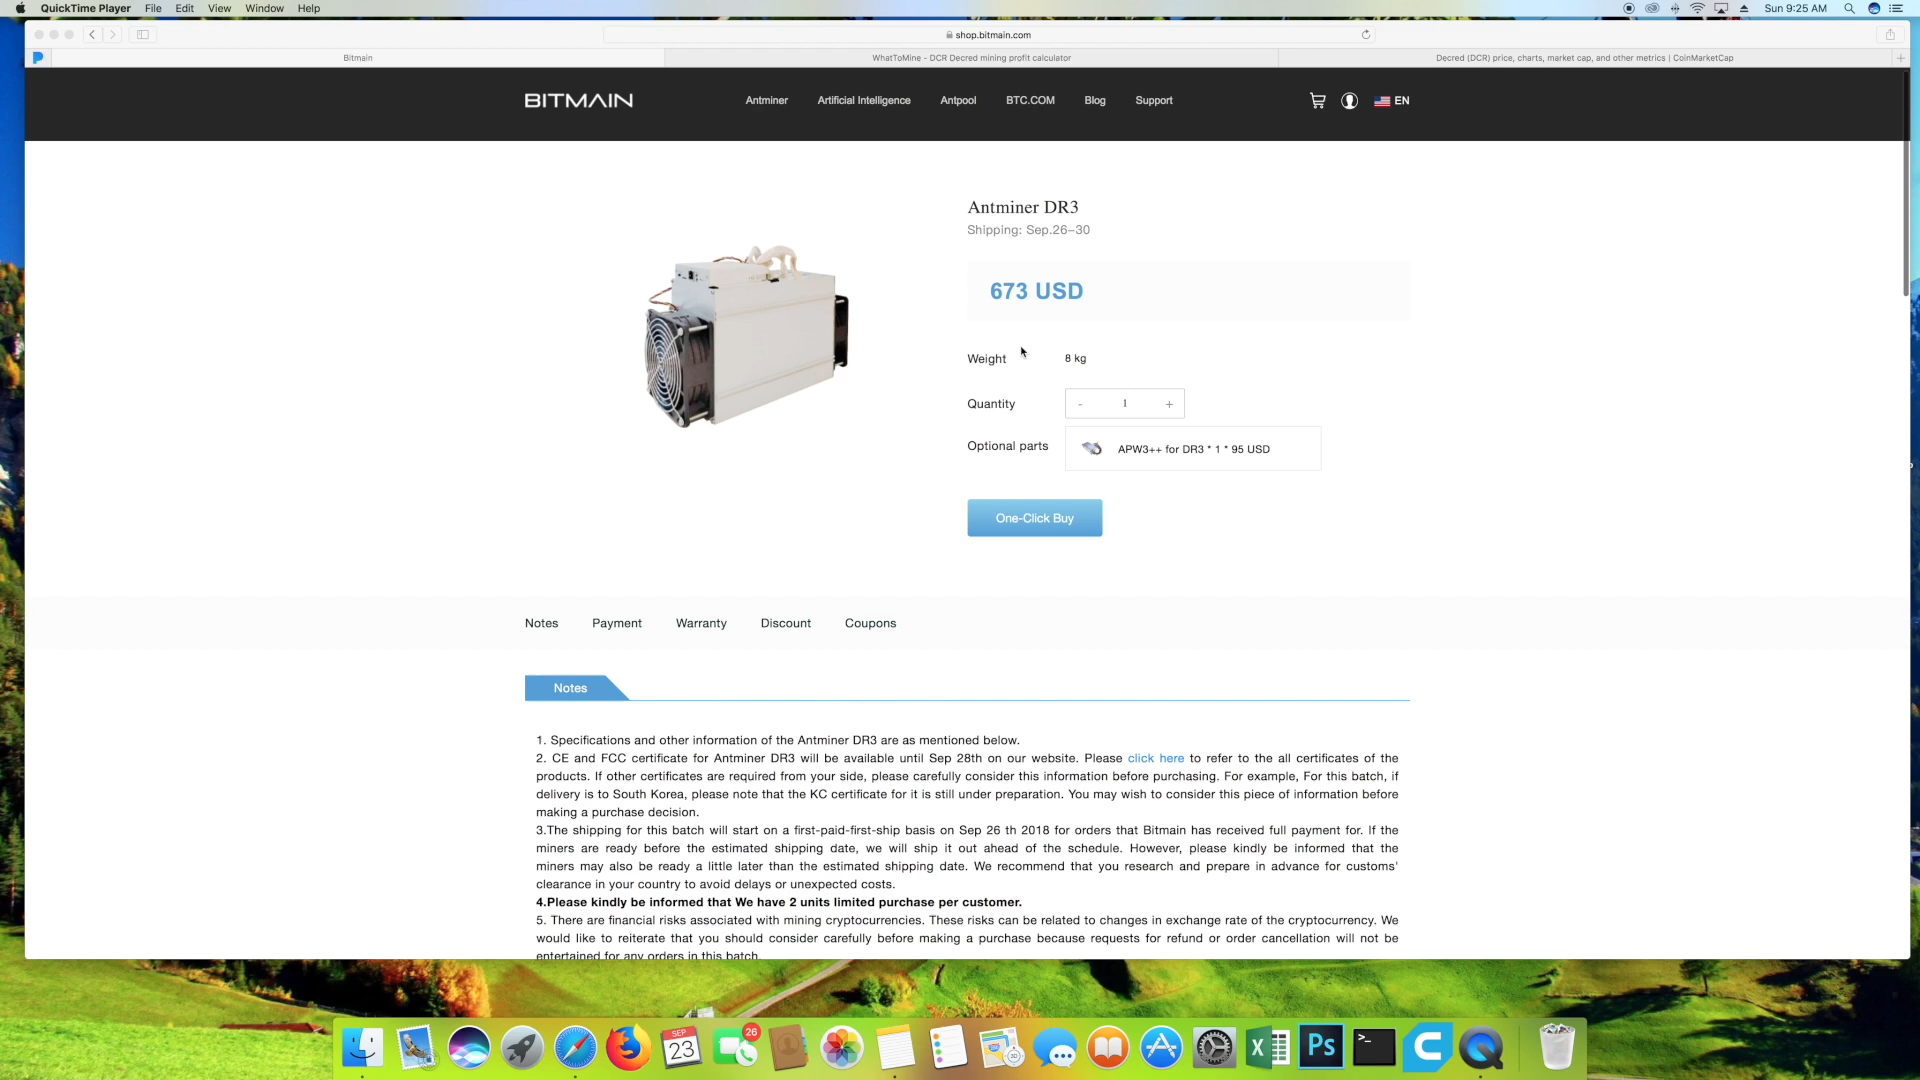 QuickTime Player File Edit View Window Help Sun 9:25 AM
shop.bitmain.com
Bitmain WhatToMine - DCR Decred mining profit calculator Decred (DCR) price, charts, market cap, and other metrics | CoinMarketCap
BITMAIN Antminer Artificial Intelligence Antpool BTC.COM Blog Support EN
Antminer DR3
Shipping: Sep.26–30
673 USD
Weight 8 kg
Quantity - 1 +
Optional parts APW3++ for DR3 * 1 * 95 USD
One-Click Buy
Notes Payment Warranty Discount Coupons
Notes
1. Specifications and other information of the Antminer DR3 are as mentioned below.
2. CE and FCC certificate for Antminer DR3 will be available until Sep 28th on our website. Please click here to refer to the all certificates of the
products. If other certificates are required from your side, please carefully consider this information before purchasing. For example, For this batch, if
delivery is to South Korea, please note that the KC certificate for it is still under preparation. You may wish to consider this piece of information before
making a purchase decision.
3.The shipping for this batch will start on a first-paid-first-ship basis on Sep 26 th 2018 for orders that Bitmain has received full payment for. If the
miners are ready before the estimated shipping date, we will ship it out ahead of the schedule. However, please kindly be informed that the
miners may also be ready a little later than the estimated shipping date. We recommend that you research and prepare in advance for customs'
clearance in your country to avoid delays or unexpected costs.
4.Please kindly be informed that We have 2 units limited purchase per customer.
5. There are financial risks associated with mining cryptocurrencies. These risks can be related to changes in exchange rate of the cryptocurrency. We
would like to reiterate that you should consider carefully before making a purchase because requests for refund or order cancellation will not be
entertained for any orders in this batch.
SEP
23
26
Ps